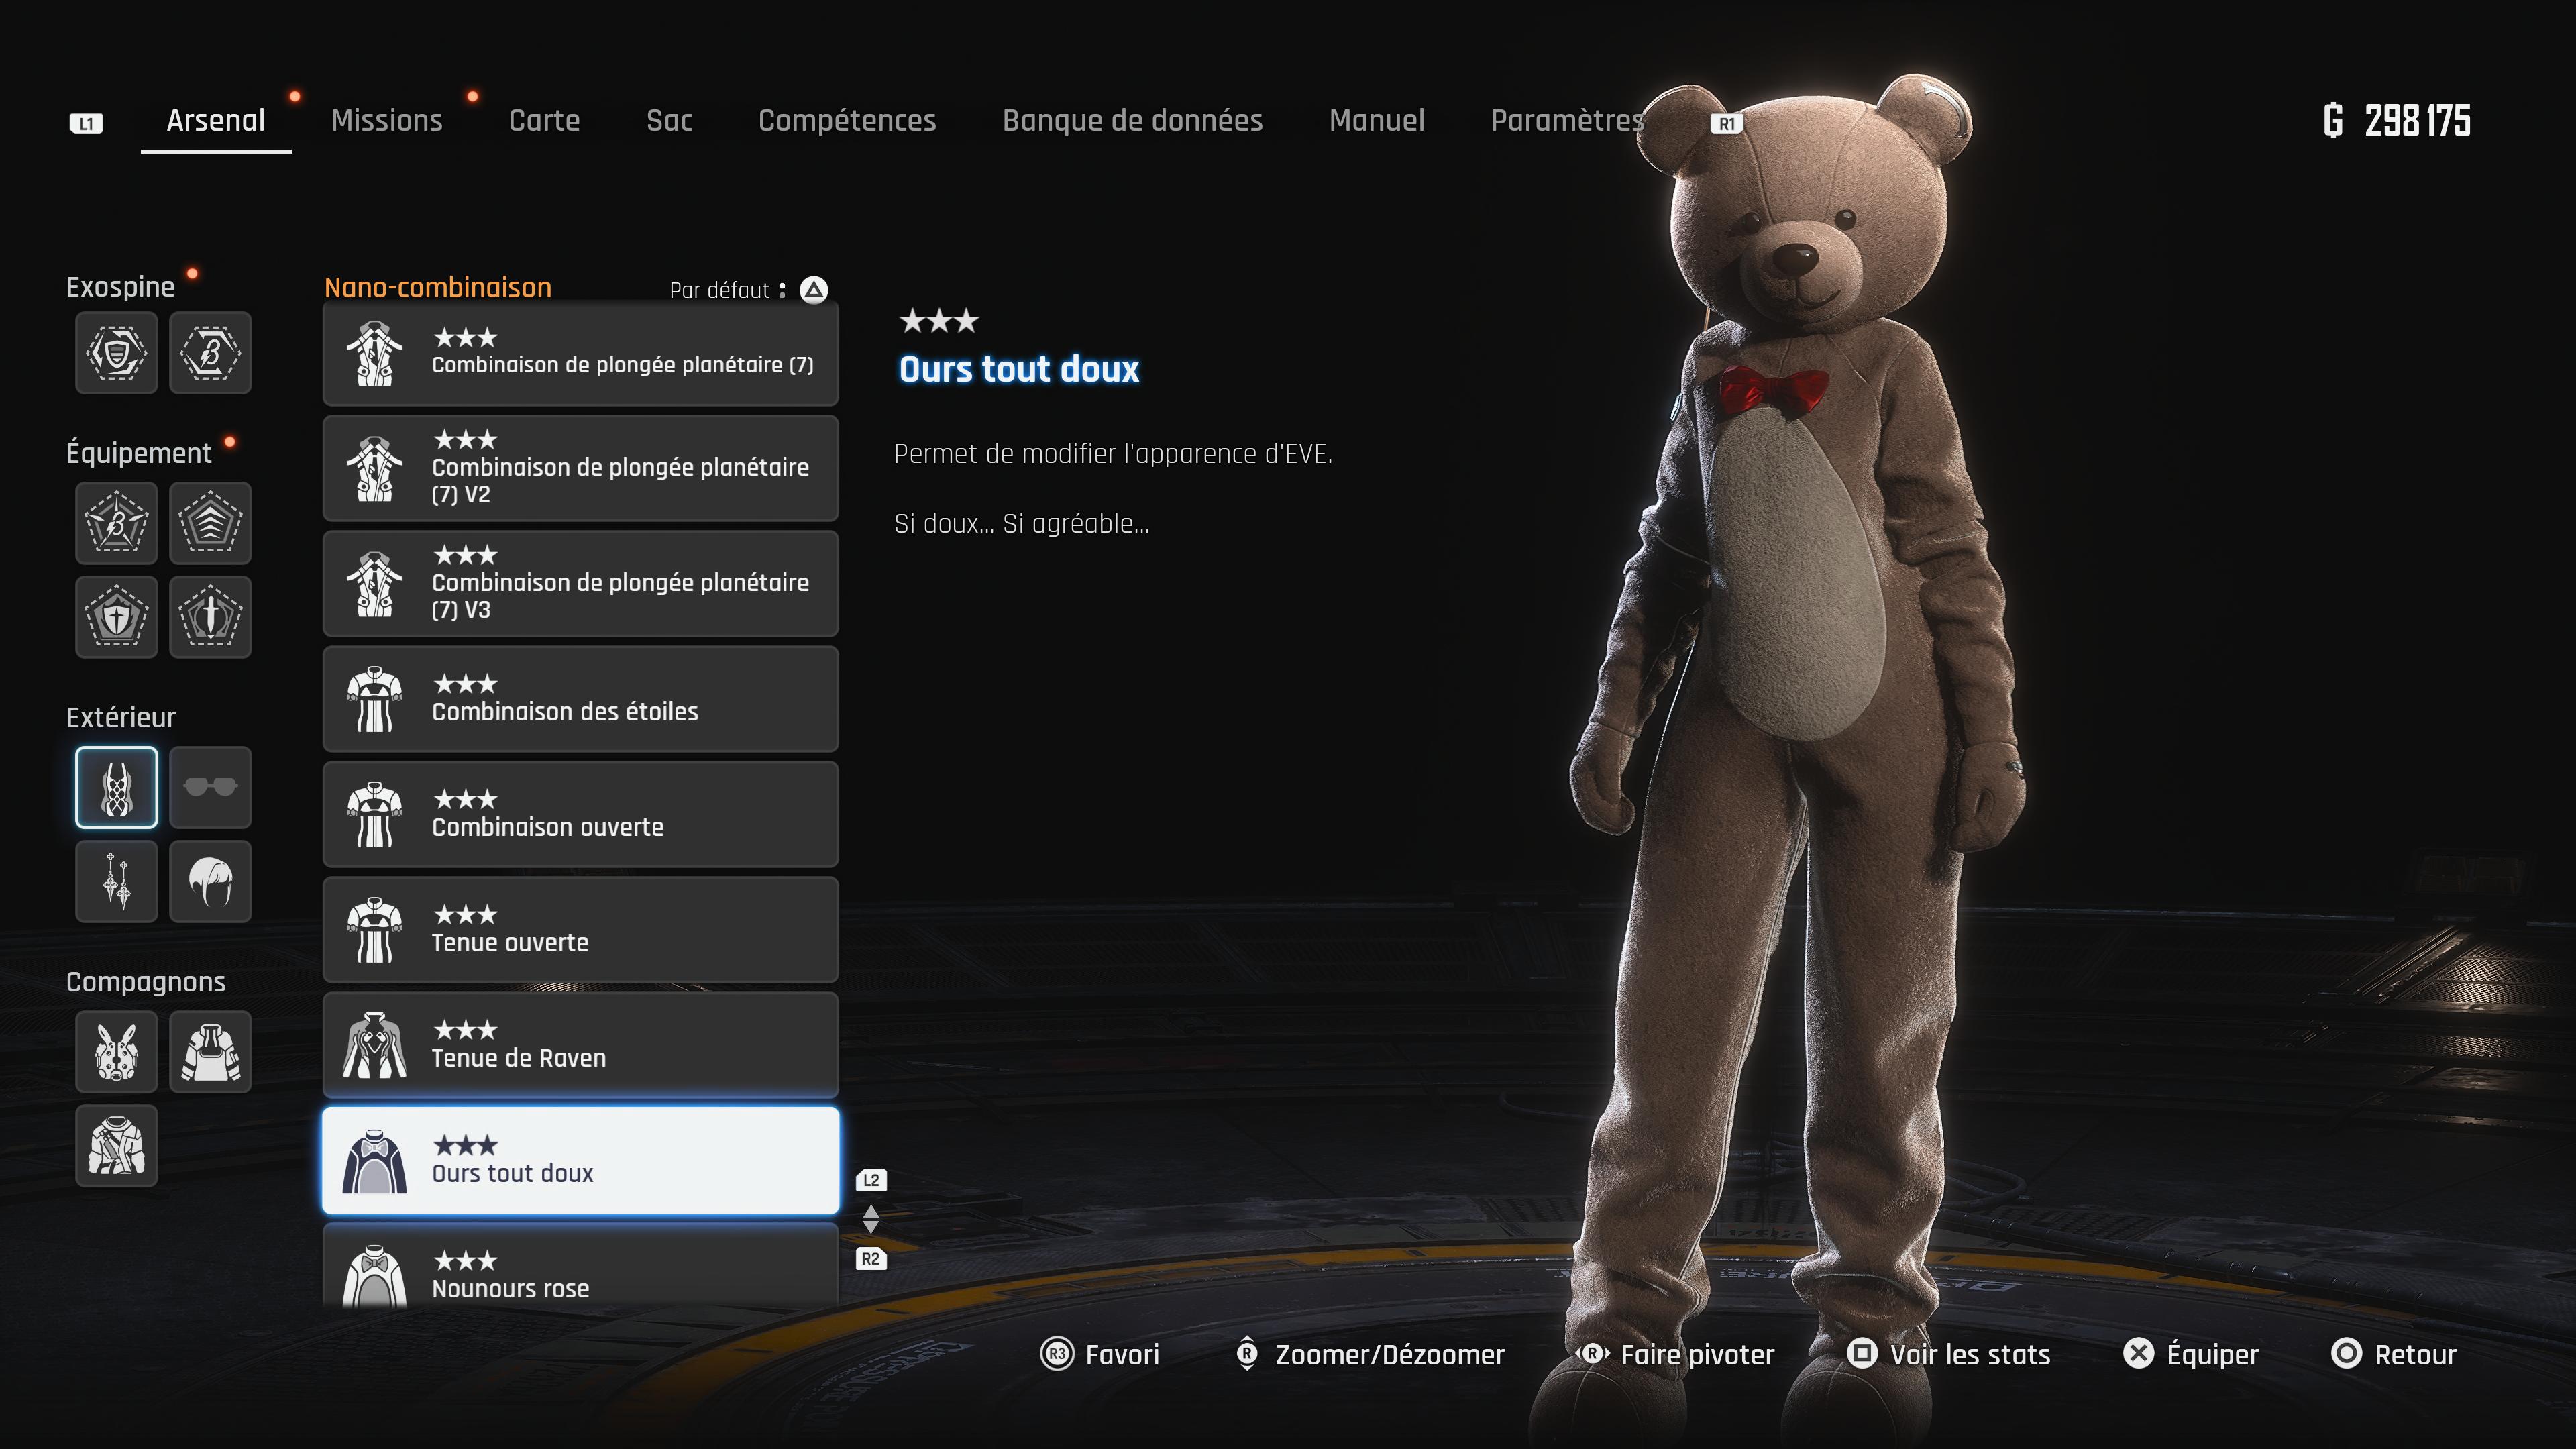 L1 Arsenal Missions Carte Sac Compétences Banque de données Manuel Paramètres R1 298 175
Exospine
Équipement
Extérieur
Compagnons
Nano-combinaison Par défaut :
Combinaison de plongée planétaire (7)
Combinaison de plongée planétaire
(7) V2
Combinaison de plongée planétaire
(7) V3
Combinaison des étoiles
Combinaison ouverte
Tenue ouverte
Tenue de Raven
Ours tout doux
Nounours rose
L2
R2
Ours tout doux
Permet de modifier l'apparence d'EVE.
Si doux... Si agréable...
R3 Favori R Zoomer/Dézoomer R Faire pivoter Voir les stats Équiper Retour